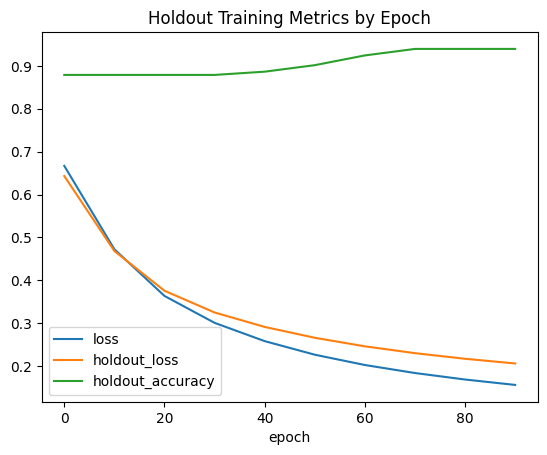 Holdout Training Metrics by Epoch
0.9
0.8
0.7
0.6
0.5
0.4
0.3
0.2
loss
holdout_loss
holdout_accuracy
0 20 40 60 80
epoch